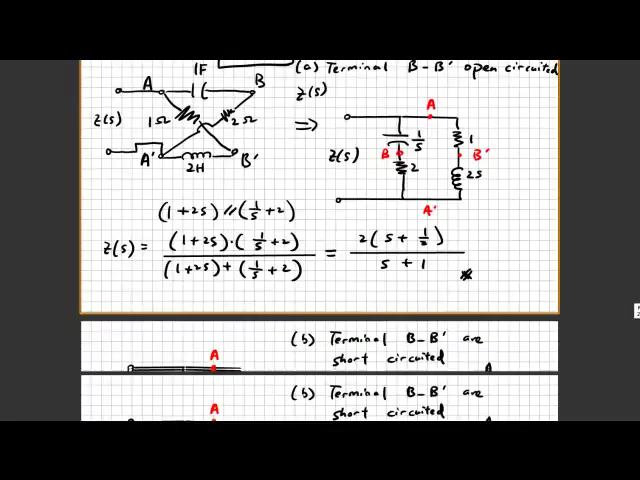 (a) Terminal B-B' open circuited
1F
A
B
Z(s)
Z(s)
1Ω
2Ω
⇒
A'
2H
B'
A
1/s
1
Z(s)
B
B'
2
2s
A'
(1+2s) // (1/s +2)
Z(s) = (1+2s)·(1/s +2) / (1+2s)+(1/s +2) = 2(s + 1/2) / s + 1
(b) Terminal B-B' are
short circuited
A
A
(b) Terminal B-B' are
short circuited
A
A